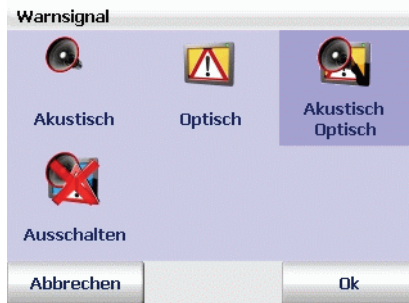 Warnsignal
Akustisch
Optisch
Akustisch
Optisch
Ausschalten
Abbrechen
Ok